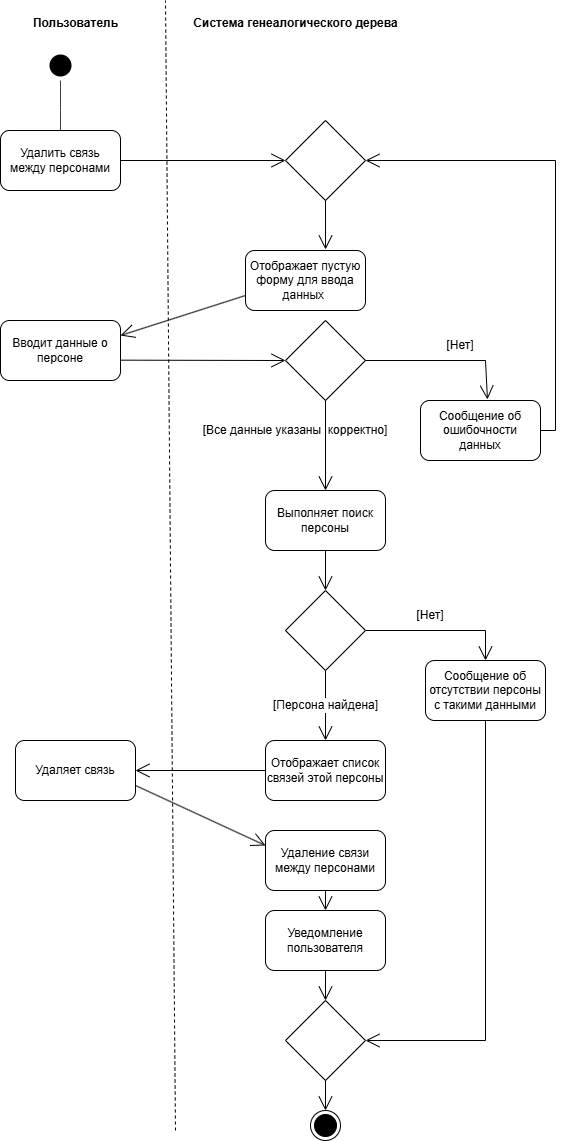 Пользователь
Система генеалогического дерева
Удалить связь
между персонами
Отображает пустую
форму для ввода
данных
Вводит данные о
персоне
[Нет]
Сообщение об
ошибочности
данных
[Все данные указаны корректно]
Выполняет поиск
персоны
[Нет]
Сообщение об
отсутствии персоны
с такими данными
[Персона найдена]
Удаляет связь
Отображает список
связей этой персоны
Удаление связи
между персонами
Уведомление
пользователя